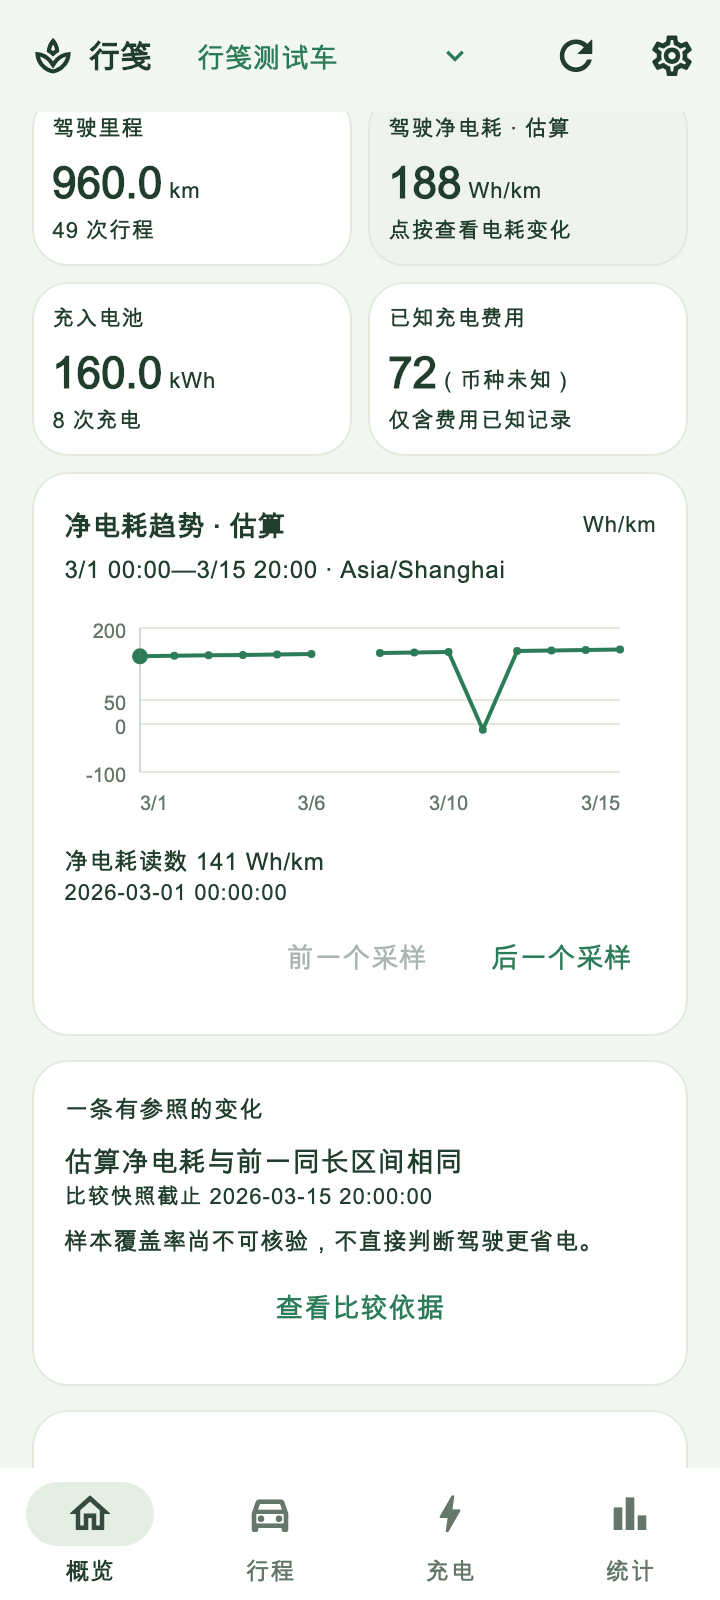 行笺
行笺测试车
驾驶里程
960.0 km
49 次行程
驾驶净电耗 · 估算
188 Wh/km
点按查看电耗变化
充入电池
160.0 kWh
8 次充电
已知充电费用
72（币种未知）
仅含费用已知记录
净电耗趋势 · 估算
Wh/km
3/1 00:00—3/15 20:00 · Asia/Shanghai
200
50
0
-100
3/1 3/6 3/10 3/15
净电耗读数 141 Wh/km
2026-03-01 00:00:00
前一个采样 后一个采样
一条有参照的变化
估算净电耗与前一同长区间相同
比较快照截止 2026-03-15 20:00:00
样本覆盖率尚不可核验，不直接判断驾驶更省电。
查看比较依据
概览 行程 充电 统计